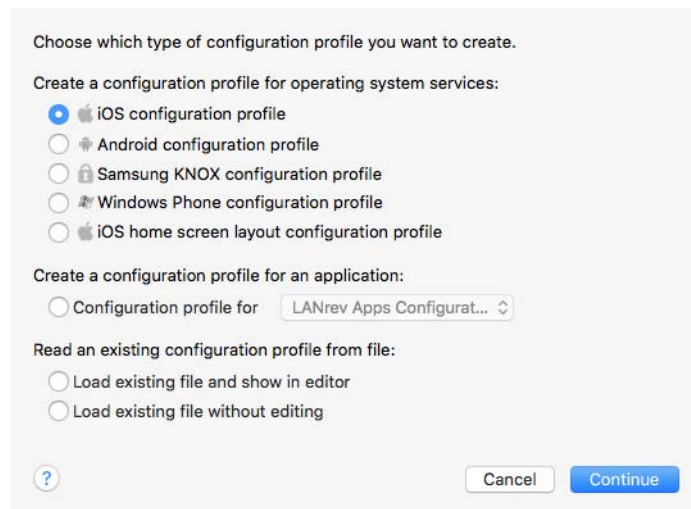 Choose which type of configuration profile you want to create.
Create a configuration profile for operating system services:
iOS configuration profile
Android configuration profile
Samsung KNOX configuration profile
Windows Phone configuration profile
iOS home screen layout configuration profile
Create a configuration profile for an application:
Configuration profile for LANrev Apps Configurat...
Read an existing configuration profile from file:
Load existing file and show in editor
Load existing file without editing
? Cancel Continue